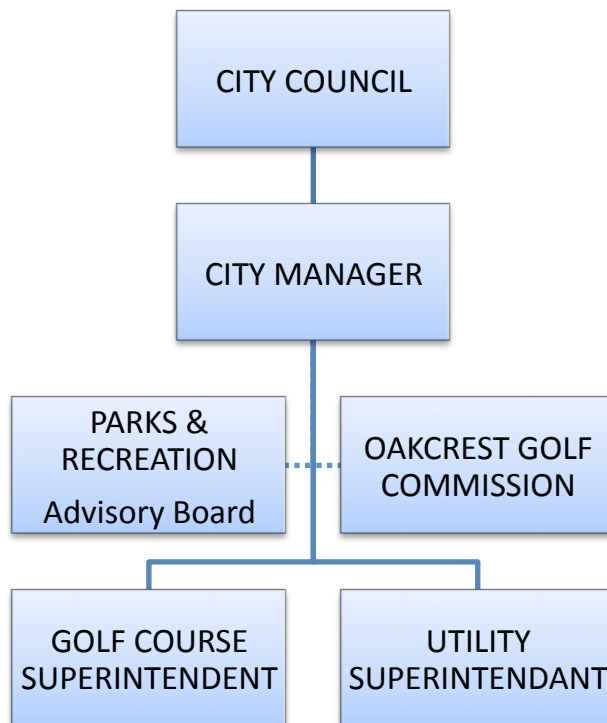 CITY COUNCIL
CITY MANAGER
PARKS &
RECREATION
Advisory Board
OAKCREST GOLF
COMMISSION
GOLF COURSE
SUPERINTENDENT
UTILITY
SUPERINTENDANT